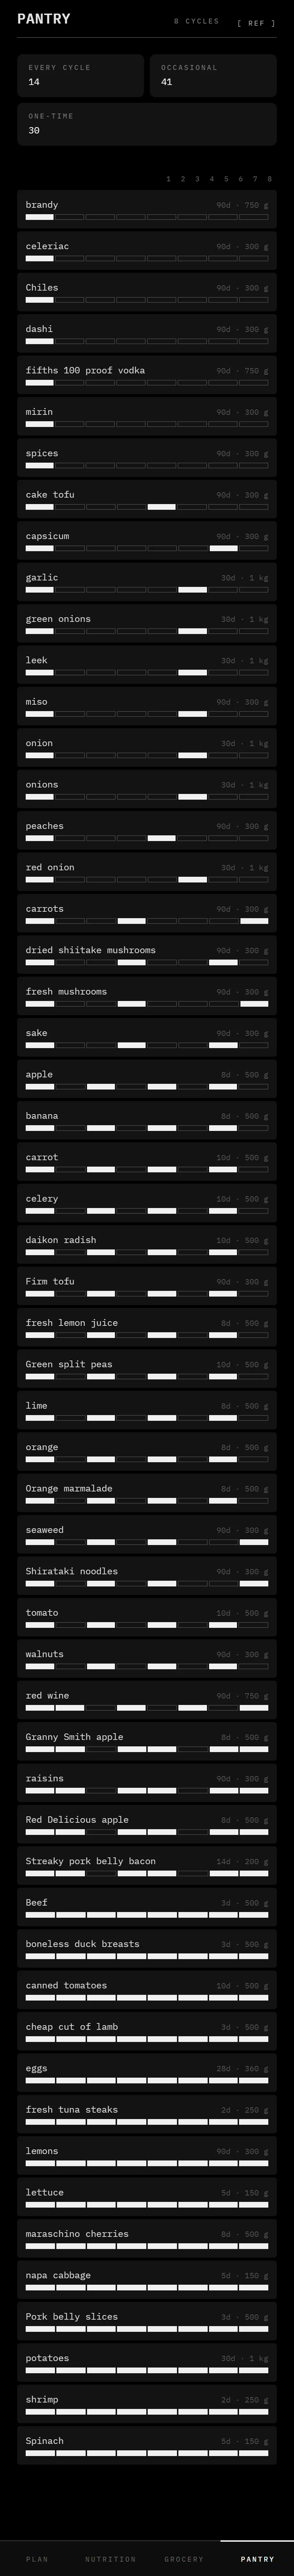 PANTRY
8 CYCLES
[ REF ]
EVERY CYCLE
14
OCCASIONAL
41
ONE-TIME
30
1 2 3 4 5 6 7 8
brandy 90d · 750 g
celeriac 90d · 300 g
Chiles 90d · 300 g
dashi 90d · 300 g
fifths 100 proof vodka 90d · 750 g
mirin 90d · 300 g
spices 90d · 300 g
cake tofu 90d · 300 g
capsicum 90d · 300 g
garlic 30d · 1 kg
green onions 30d · 1 kg
leek 30d · 1 kg
miso 90d · 300 g
onion 30d · 1 kg
onions 30d · 1 kg
peaches 90d · 300 g
red onion 30d · 1 kg
carrots 90d · 300 g
dried shiitake mushrooms 90d · 300 g
fresh mushrooms 90d · 300 g
sake 90d · 300 g
apple 8d · 500 g
banana 8d · 500 g
carrot 10d · 500 g
celery 10d · 500 g
daikon radish 10d · 500 g
Firm tofu 90d · 300 g
fresh lemon juice 8d · 500 g
Green split peas 10d · 500 g
lime 8d · 500 g
orange 8d · 500 g
Orange marmalade 8d · 500 g
seaweed 90d · 300 g
Shirataki noodles 90d · 300 g
tomato 10d · 500 g
walnuts 90d · 300 g
red wine 90d · 750 g
Granny Smith apple 8d · 500 g
raisins 90d · 300 g
Red Delicious apple 8d · 500 g
Streaky pork belly bacon 14d · 200 g
Beef 3d · 500 g
boneless duck breasts 3d · 500 g
canned tomatoes 10d · 500 g
cheap cut of lamb 3d · 500 g
eggs 28d · 360 g
fresh tuna steaks 2d · 250 g
lemons 90d · 300 g
lettuce 5d · 150 g
maraschino cherries 8d · 500 g
napa cabbage 5d · 150 g
Pork belly slices 3d · 500 g
potatoes 30d · 1 kg
shrimp 2d · 250 g
Spinach 5d · 150 g
PLAN NUTRITION GROCERY PANTRY